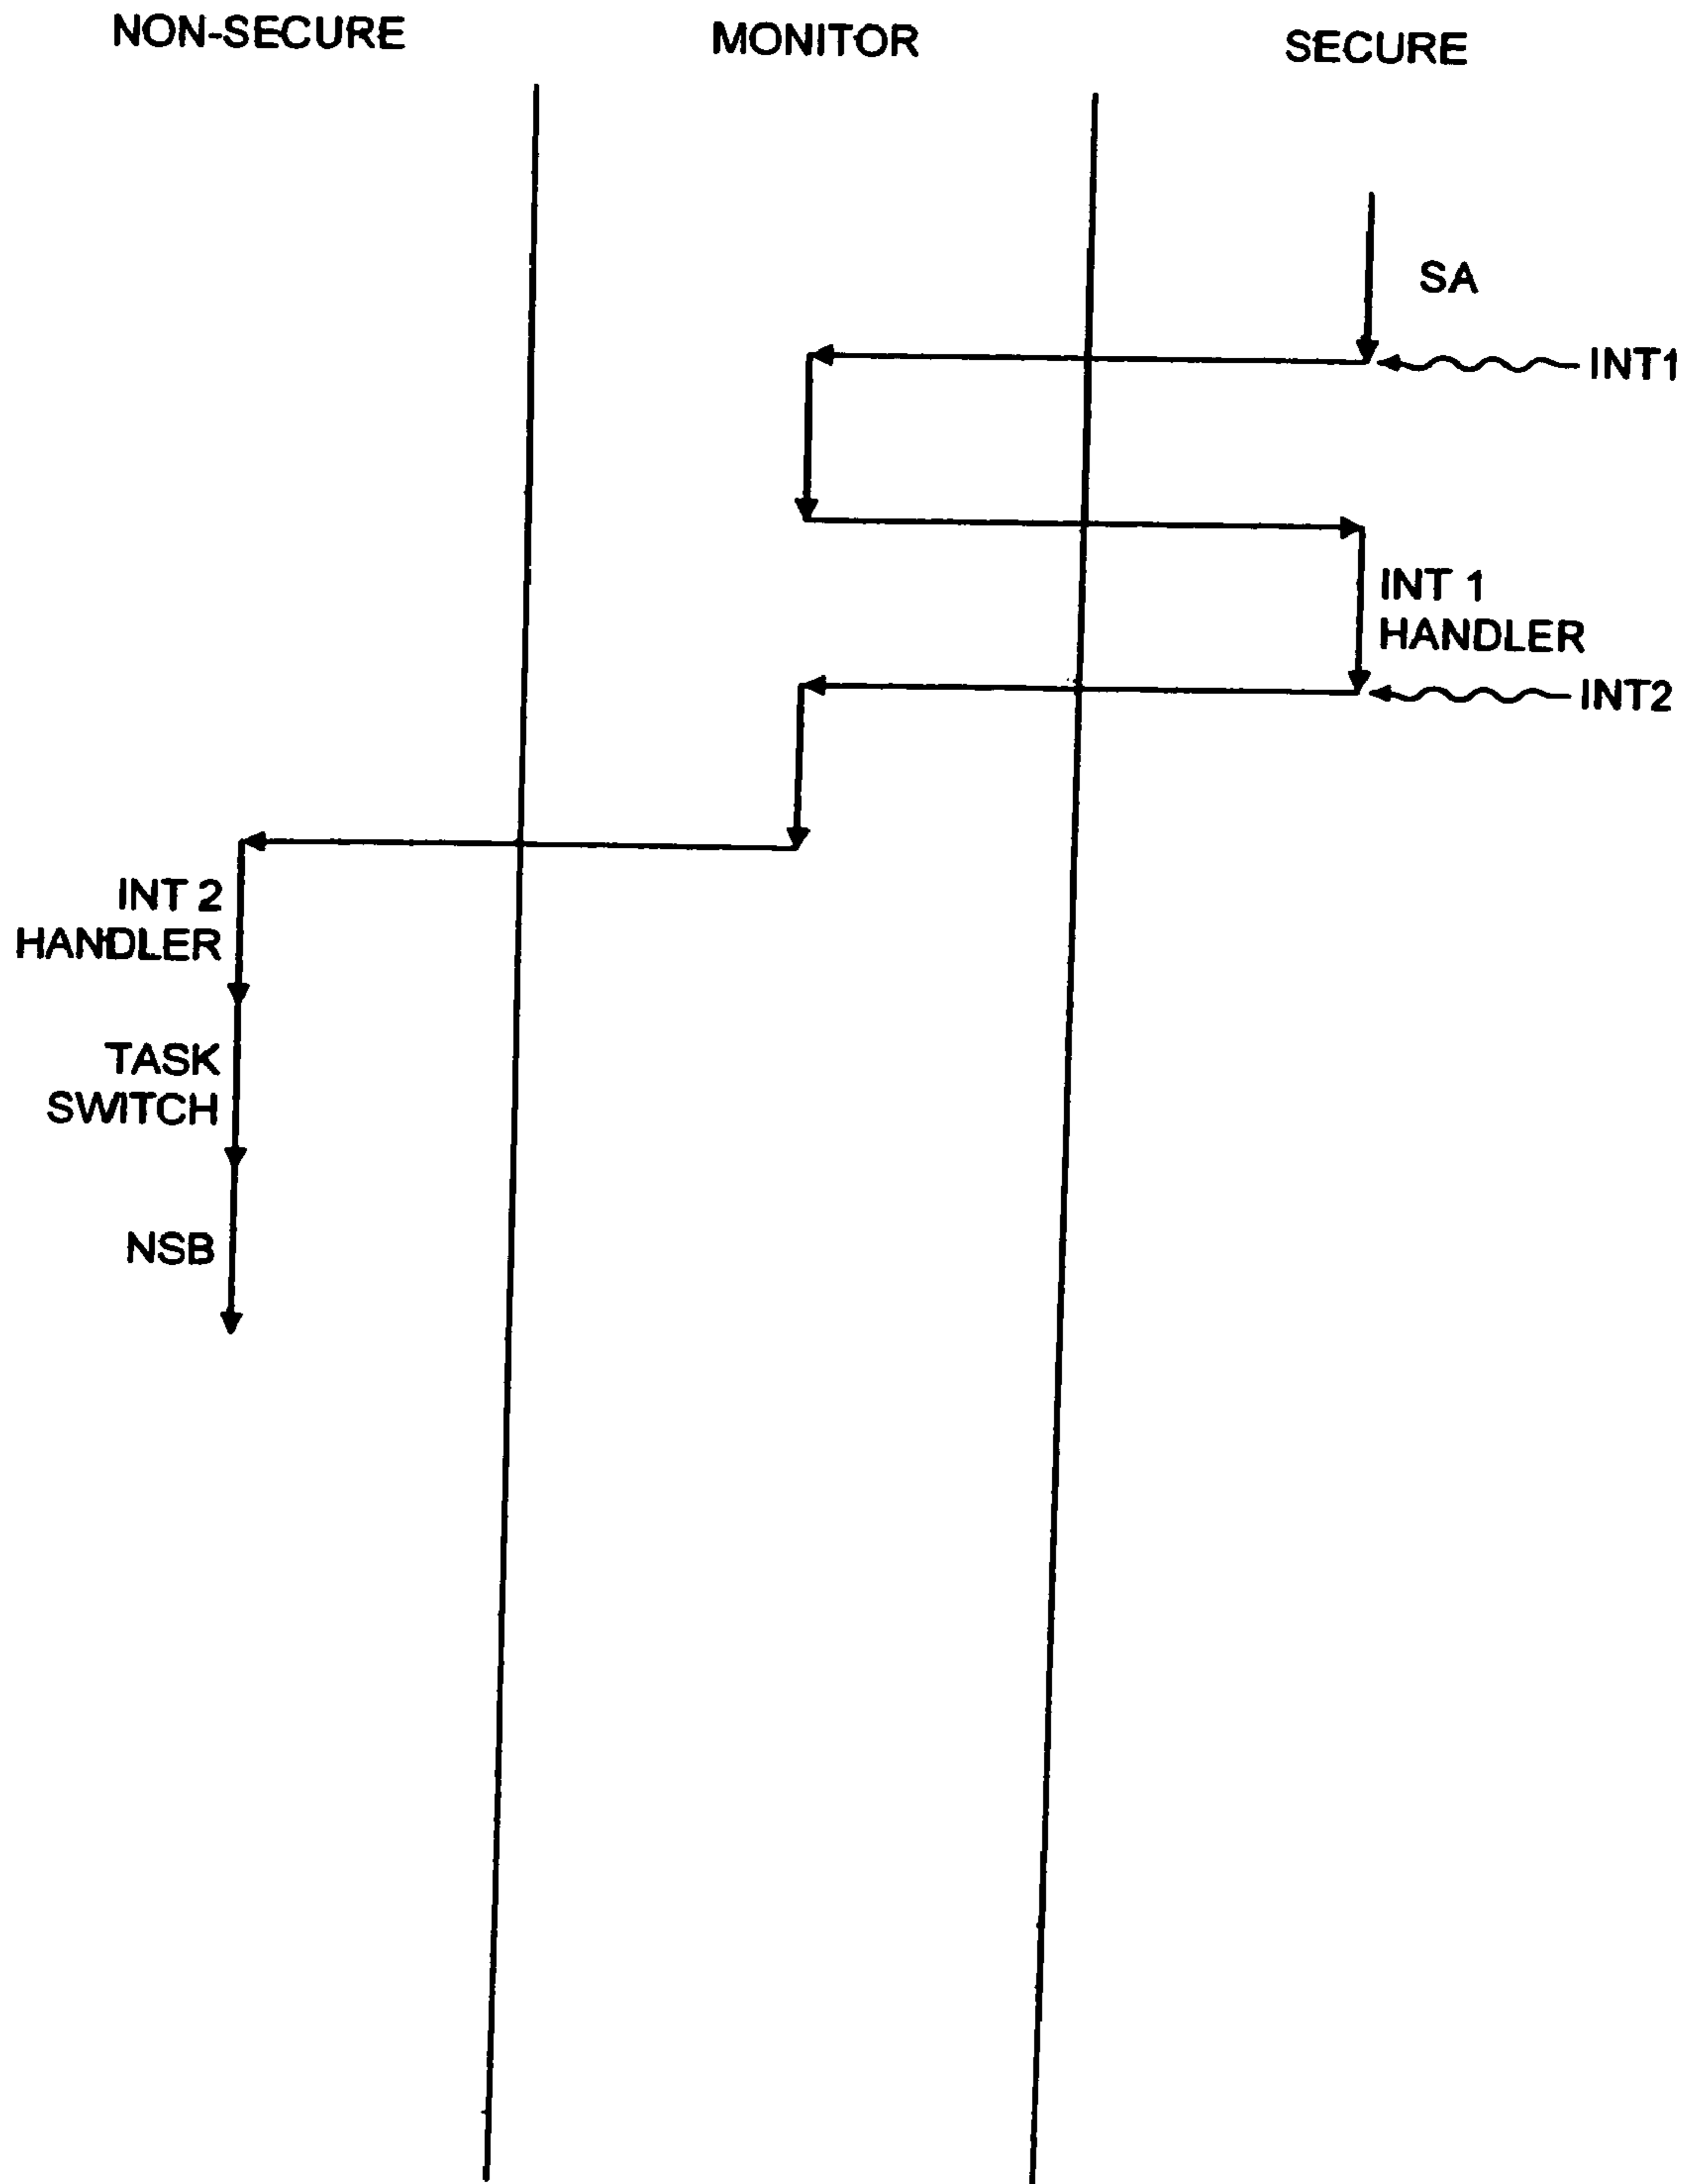 NON-SECURE
MONITOR
SECURE
SA
INT1
INT 1
HANDLER
INT2
INT 2
HANDLER
TASK
SWITCH
NSB